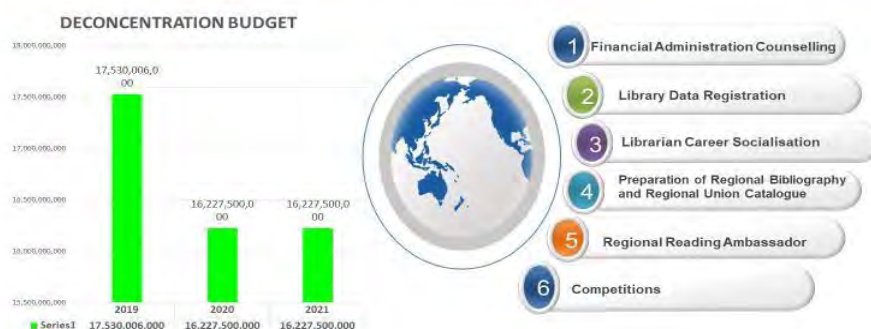 DECONCENTRATION BUDGET
18,000,000,000
17,500,000,000
17,000,000,000
16,500,000,000
16,000,000,000
15,500,000,000
17,530,006,0
00
16,227,500,0
00
16,227,500,0
00
2019
2020
2021
Series1
17.530.006.000
16.227.500.000
16.227.500.000
1
Financial Administration Counselling
2
Library Data Registration
3
Librarian Career Socialisation
4
Preparation of Regional Bibliography
and Regional Union Catalogue
5
Regional Reading Ambassador
6
Competitions